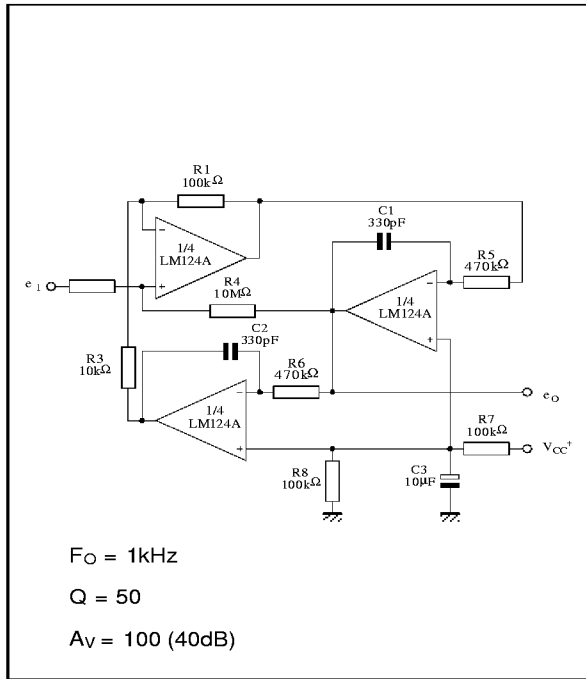 R1
100kΩ
C1
330pF
1/4
LM124A
R5
470kΩ
e I
R4
10MΩ
1/4
LM124A
C2
330pF
R3
10kΩ
R6
470kΩ
1/4
LM124A
eO
R7
100kΩ
R8
100kΩ
C3
10µF
VCC+
FO = 1kHz
Q = 50
AV = 100 (40dB)